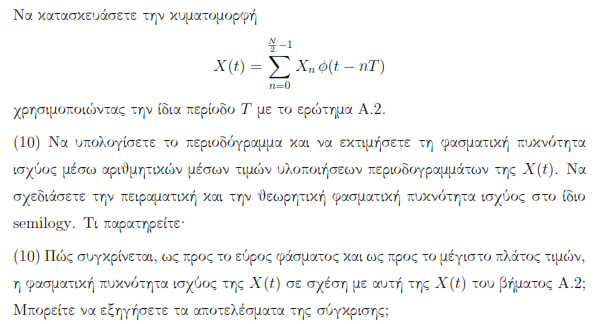 Να κατασκευάσετε την κυματομορφή
X(t) = \sum_{n=0}^{\frac{N}{2}-1} X_n φ(t − nT)
χρησιμοποιώντας την ίδια περίοδο T με το ερώτημα Α.2.
(10) Να υπολογίσετε το περιοδόγραμμα και να εκτιμήσετε τη φασματική πυκνότητα
ισχύος μέσω αριθμητικών μέσων τιμών υλοποιήσεων περιοδογραμμάτων της X(t). Να
σχεδιάσετε την πειραματική και την θεωρητική φασματική πυκνότητα ισχύος στο ίδιο
semilogy. Τι παρατηρείτε·
(10) Πώς συγκρίνεται, ως προς το εύρος φάσματος και ως προς το μέγιστο πλάτος τιμών,
η φασματική πυκνότητα ισχύος της X(t) σε σχέση με αυτή της X(t) του βήματος Α.2;
Μπορείτε να εξηγήσετε τα αποτελέσματα της σύγκρισης;